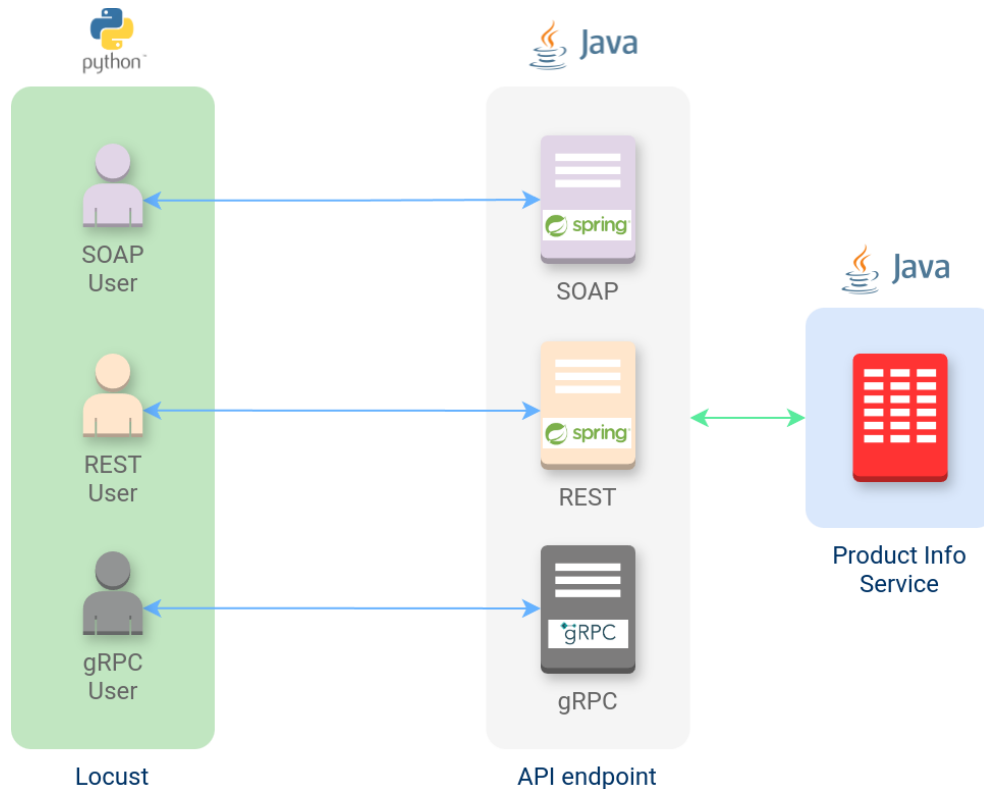 python
Java
SOAP
User
spring
SOAP
Java
REST
User
spring
REST
Product Info
Service
gRPC
User
gRPC
gRPC
Locust
API endpoint